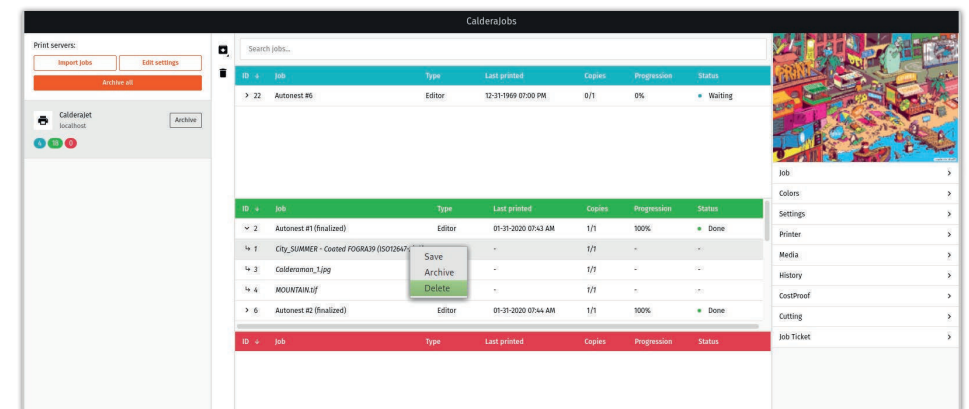 CalderaJobs
Print servers:
Import jobs
Edit settings
Archive all
CalderaJet
localhost
Archive
4 18 0
Search jobs...
ID Job Type Last printed Copies Progression Status
22 Autonest #6 Editor 12-31-1969 07:00 PM 0/1 0% Waiting
ID Job Type Last printed Copies Progression Status
2 Autonest #1 (finalized) Editor 01-31-2020 07:43 AM 1/1 100% Done
1 City_SUMMER - Coated FOGRA39 (ISO12647- - 1/1 - -
3 Calderaman_1.jpg - 1/1 - -
4 MOUNTAIN.tif - 1/1 - -
6 Autonest #2 (finalized) Editor 01-31-2020 07:44 AM 1/1 100% Done
Save
Archive
Delete
ID Job Type Last printed Copies Progression Status
Job
Colors
Settings
Printer
Media
History
CostProof
Cutting
Job Ticket